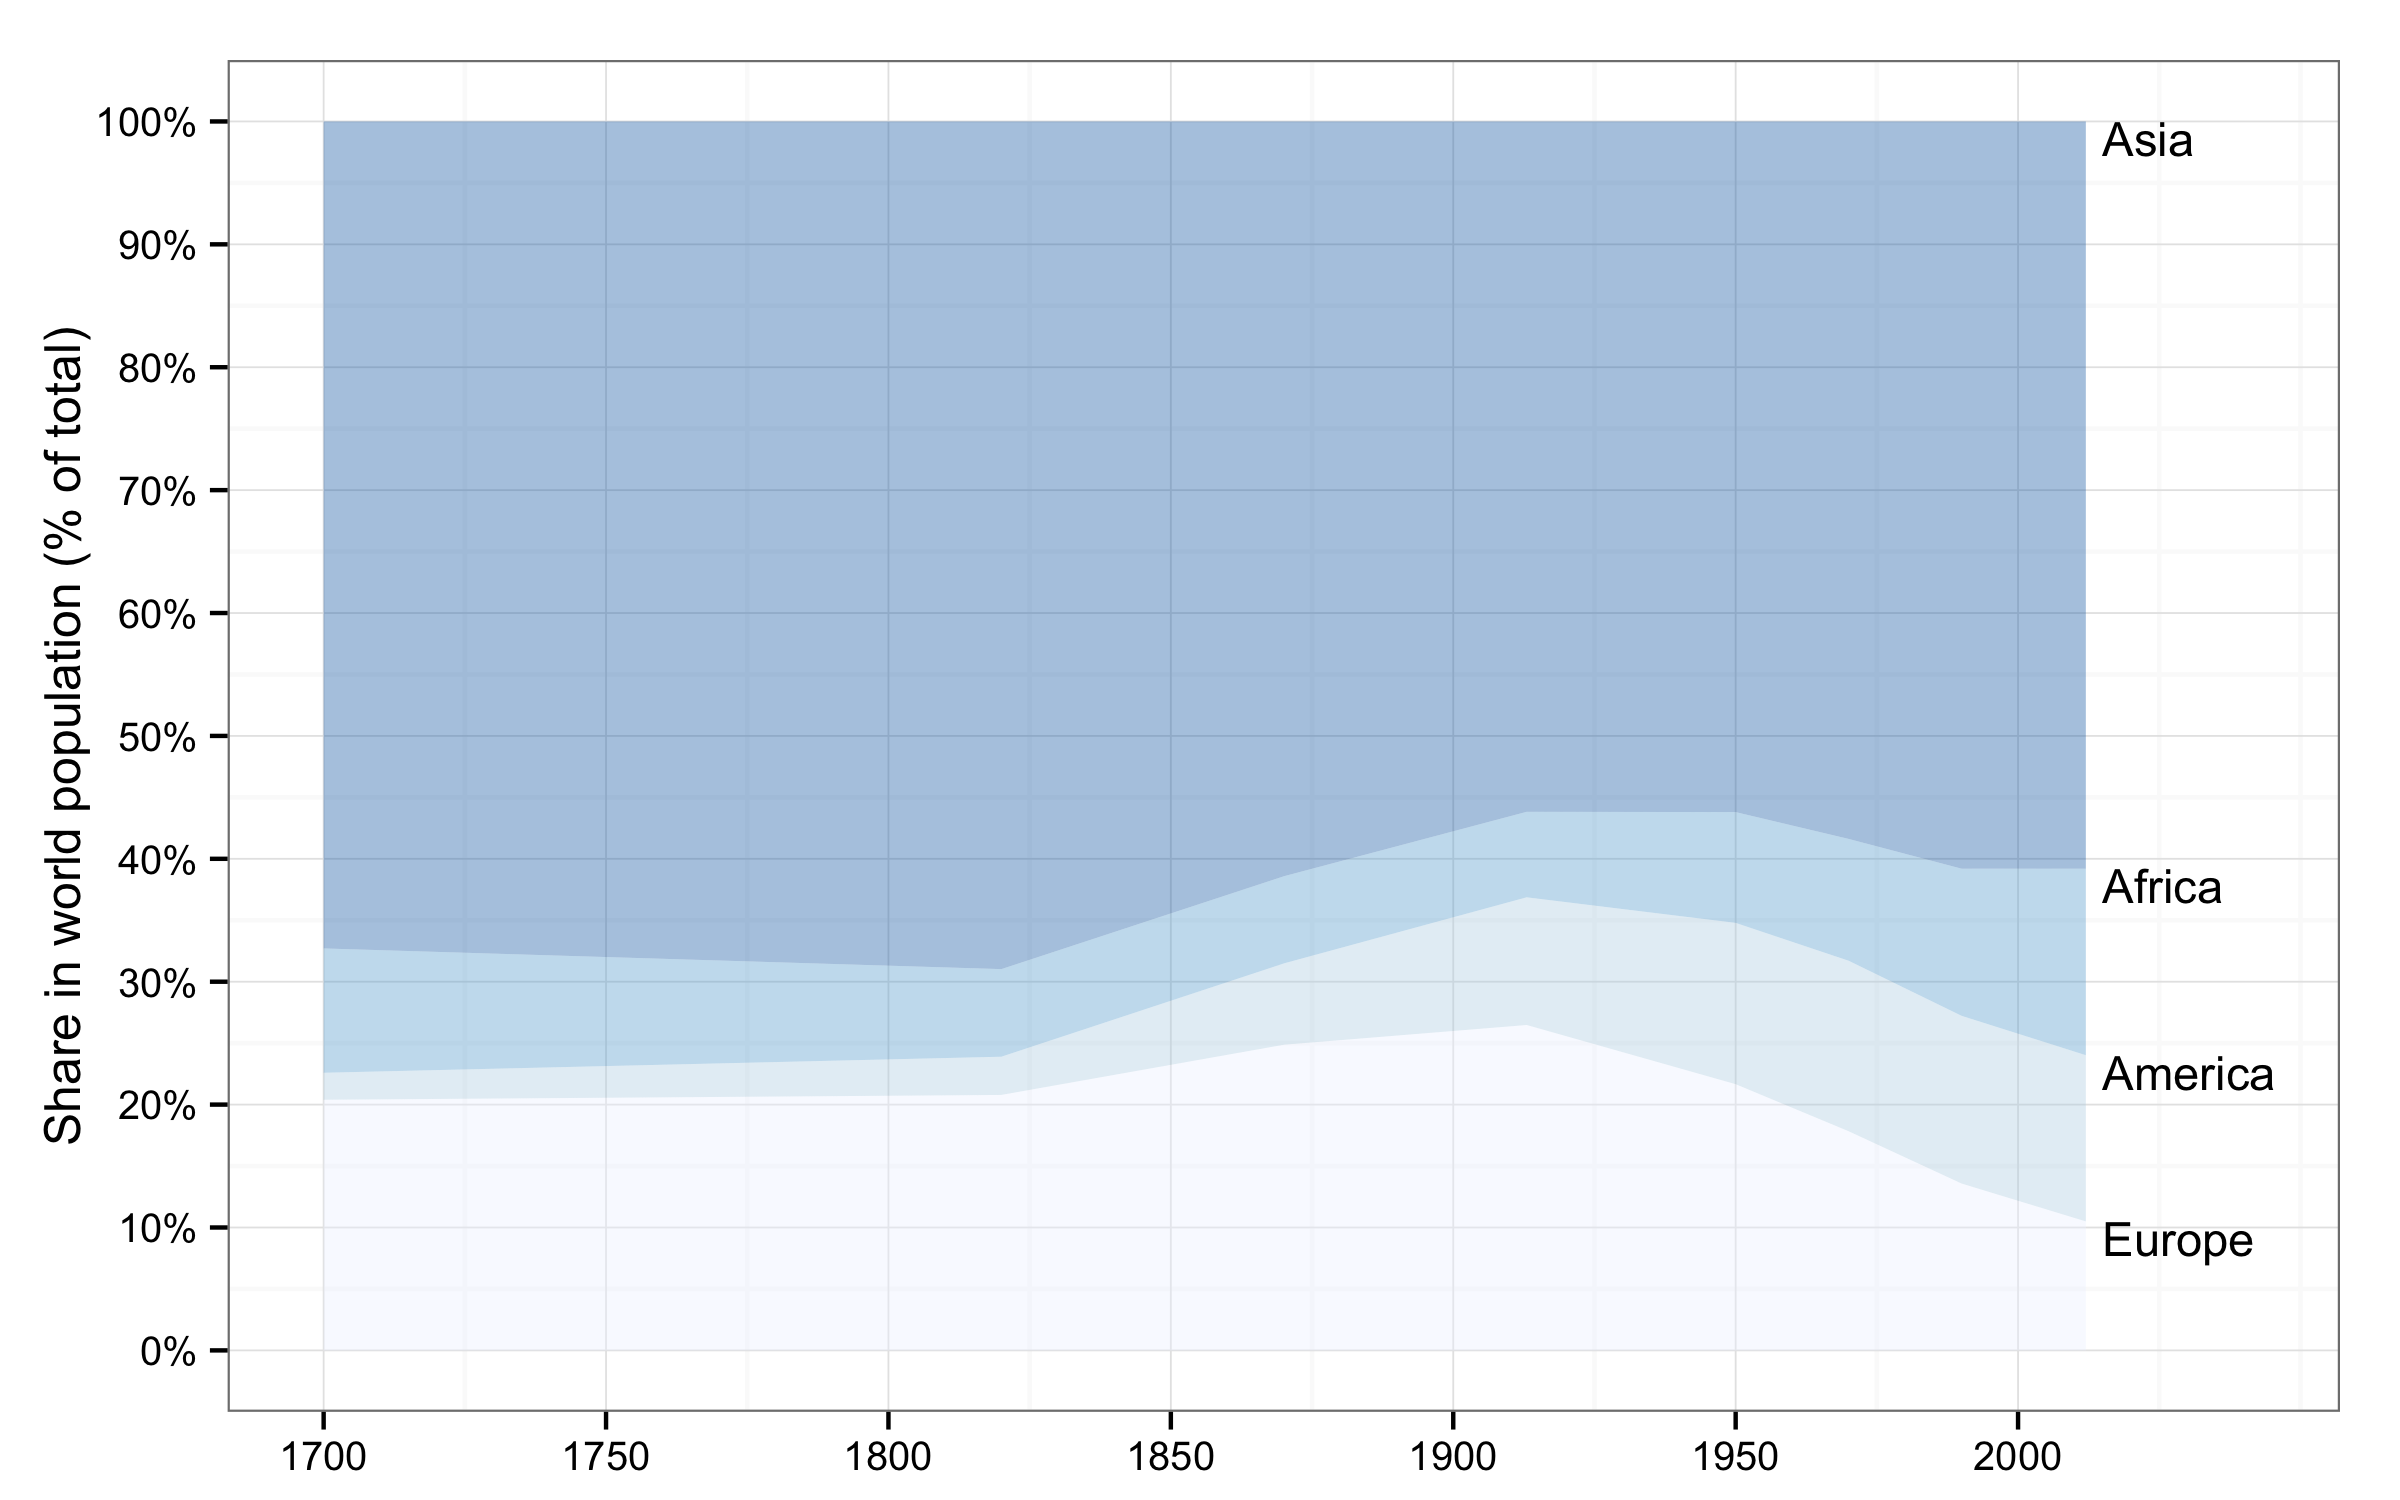 Share in world population (% of total)
100%
90%
80%
70%
60%
50%
40%
30%
20%
10%
0%
Asia
Africa
America
Europe
1700 1750 1800 1850 1900 1950 2000